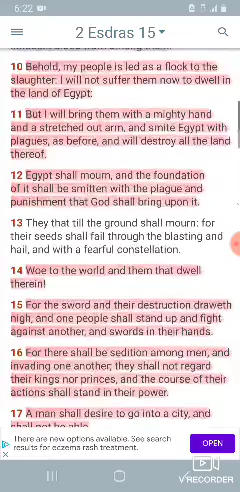 6:22
2 Esdras 15
10 Behold, my people is led as a flock to the
slaughter: I will not suffer them now to dwell in
the land of Egypt:
11 But I will bring them with a mighty hand
and a stretched out arm, and smite Egypt with
plagues, as before, and will destroy all the land
thereof.
12 Egypt shall mourn, and the foundation
of it shall be smitten with the plague and
punishment that God shall bring upon it.
13 They that till the ground shall mourn: for
their seeds shall fail through the blasting and
hail, and with a fearful constellation.
14 Woe to the world and them that dwell
therein!
15 For the sword and their destruction draweth
nigh, and one people shall stand up and fight
against another, and swords in their hands.
16 For there shall be sedition among men, and
invading one another; they shall not regard
their kings nor princes, and the course of their
actions shall stand in their power.
17 A man shall desire to go into a city, and
shall not be able
There are new options available. See search
results for eczema rash treatment.
OPEN
VRECORDER